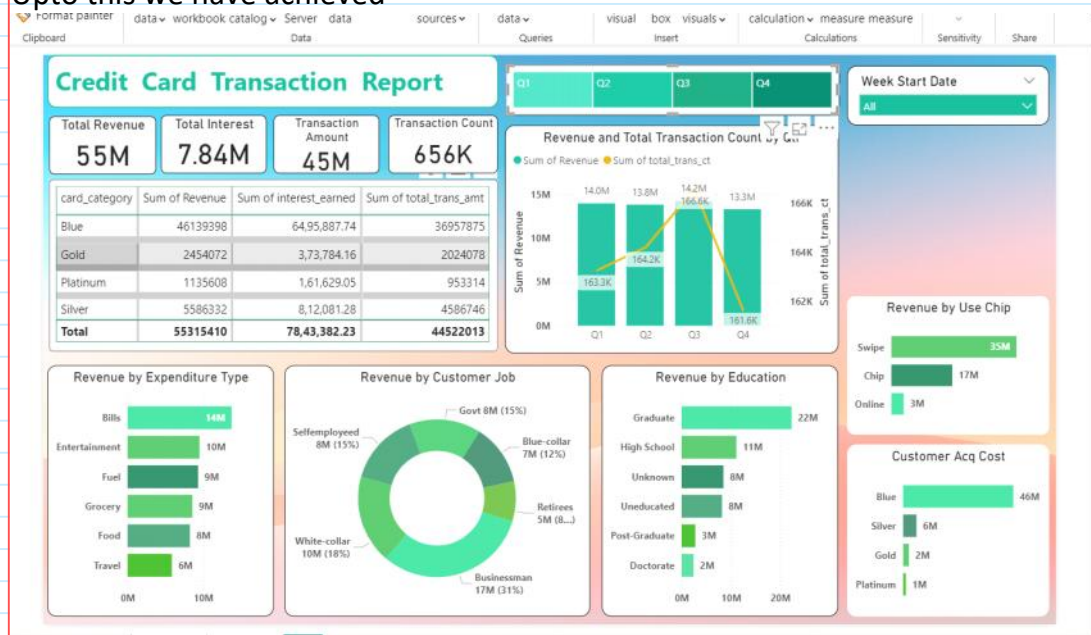 Upto this we have achieved
Format painter
data workbook catalog Server data
sources
data
visual box visuals
calculation measure measure
Clipboard
Data
Queries
Insert
Calculations
Sensitivity
Share
Credit Card Transaction Report
Q1 Q2 Q3 Q4
Week Start Date
All
Total Revenue
55M
Total Interest
7.84M
Transaction
Amount
45M
Transaction Count
656K
card_category Sum of Revenue Sum of interest_earned Sum of total_trans_amt
Blue 46139398 64,95,887.74 36957875
Gold 2454072 3,73,784.16 2024078
Platinum 1135608 1,61,629.05 953314
Silver 5586332 8,12,081.28 4586746
Total 55315410 78,43,382.23 44522013
Revenue and Total Transaction Count by
Sum of Revenue Sum of total_trans_ct
Sum of Revenue
15M
10M
5M
0M
14.0M 13.8M 14.2M 13.3M
163.3K 164.2K 166.6K 161.6K
Q1 Q2 Q3 Q4
166K
164K
162K
Sum of total_trans_ct
Revenue by Use Chip
Swipe 35M
Chip 17M
Online 3M
Revenue by Expenditure Type
Bills 14M
Entertainment 10M
Fuel 9M
Grocery 9M
Food 8M
Travel 6M
0M 10M
Revenue by Customer Job
Govt 8M (15%)
Selfemployeed
8M (15%)
Blue-collar
7M (12%)
Retirees
5M (8...)
White-collar
10M (18%)
Businessman
17M (31%)
Revenue by Education
Graduate 22M
High School 11M
Unknown 8M
Uneducated 8M
Post-Graduate 3M
Doctorate 2M
0M 10M 20M
Customer Acq Cost
Blue 46M
Silver 6M
Gold 2M
Platinum 1M